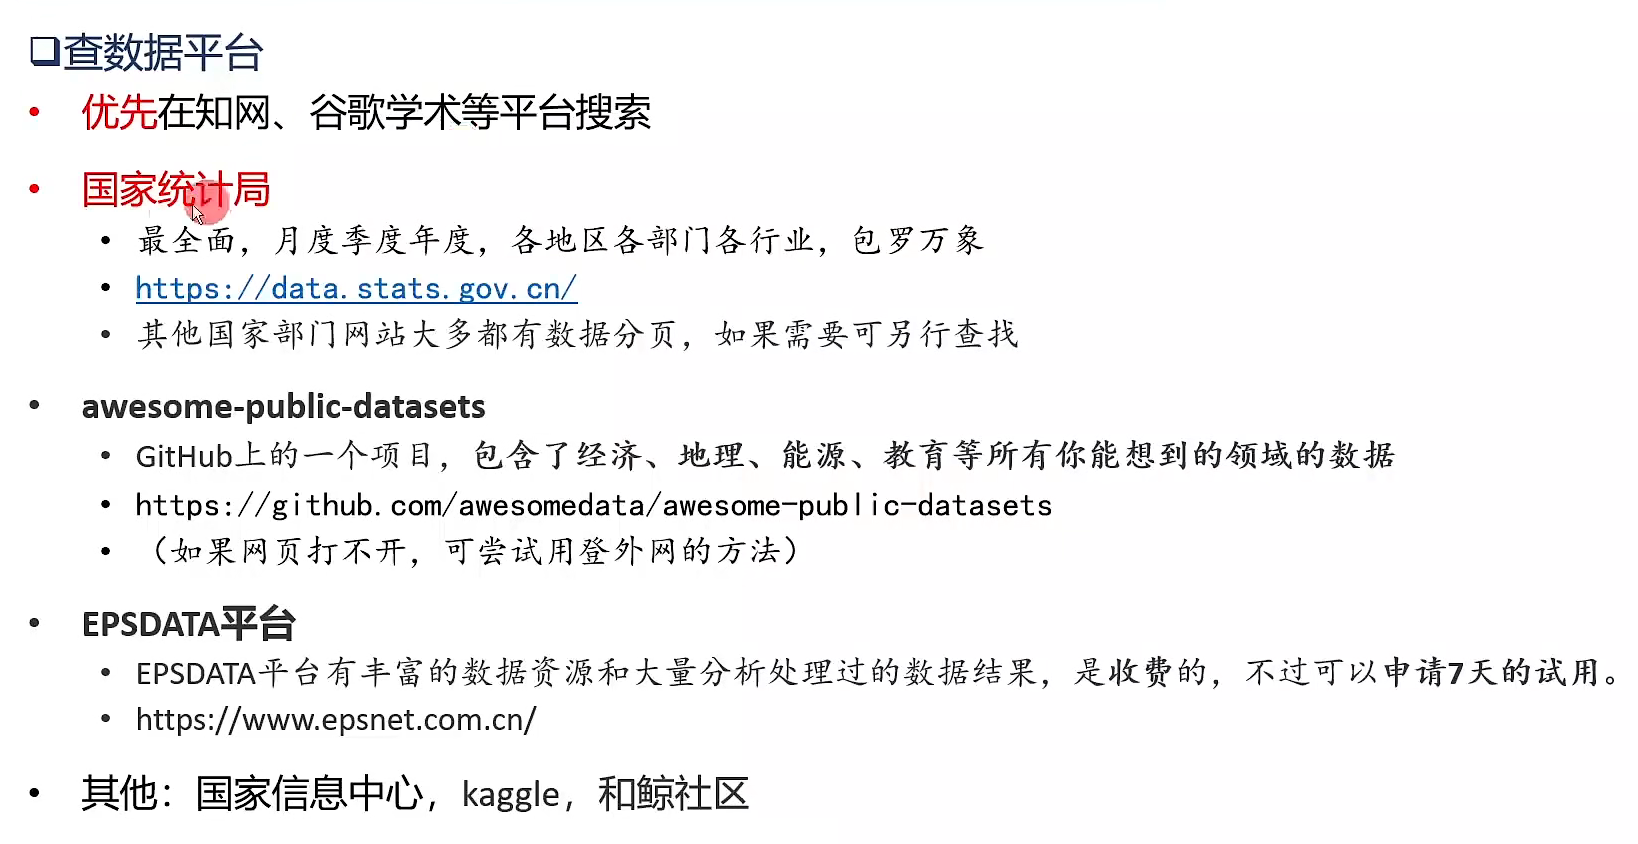 ❑查数据平台
• 优先在知网、谷歌学术等平台搜索
• 国家统计局
• 最全面，月度季度年度，各地区各部门各行业，包罗万象
• https://data.stats.gov.cn/
• 其他国家部门网站大多都有数据分页，如果需要可另行查找
• awesome-public-datasets
• GitHub上的一个项目，包含了经济、地理、能源、教育等所有你能想到的领域的数据
• https://github.com/awesomedata/awesome-public-datasets
• （如果网页打不开，可尝试用登外网的方法）
• EPSDATA平台
• EPSDATA平台有丰富的数据资源和大量分析处理过的数据结果，是收费的，不过可以申请7天的试用。
• https://www.epsnet.com.cn/
• 其他：国家信息中心，kaggle，和鲸社区